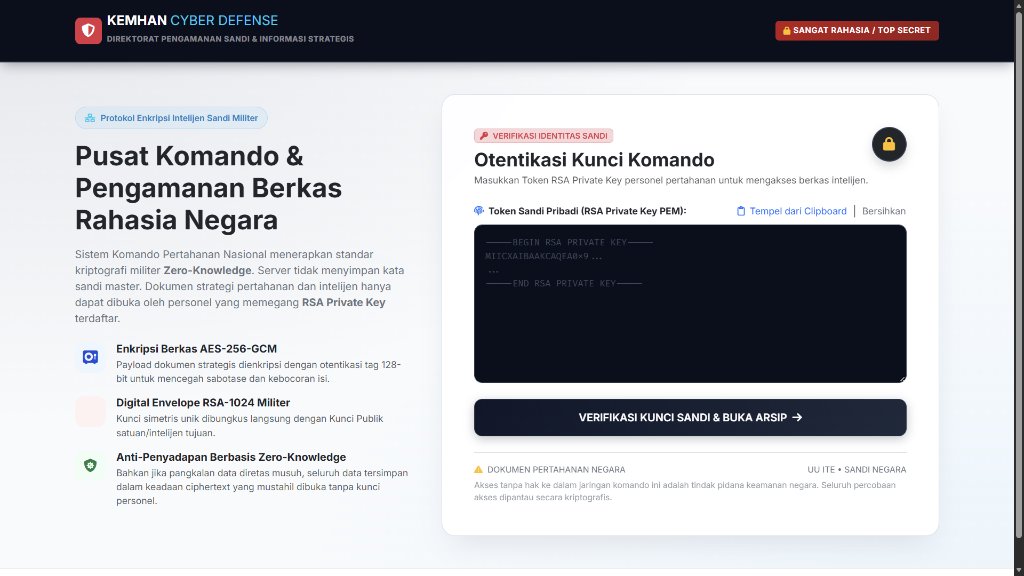 KEMHAN CYBER DEFENSE
DIREKTORAT PENGAMANAN SANDI & INFORMASI STRATEGIS
SANGAT RAHASIA / TOP SECRET
Protokol Enkripsi Intelijen Sandi Militer
Pusat Komando &
Pengamanan Berkas
Rahasia Negara
Sistem Komando Pertahanan Nasional menerapkan standar
kriptografi militer Zero-Knowledge. Server tidak menyimpan kata
sandi master. Dokumen strategi pertahanan dan intelijen hanya
dapat dibuka oleh personel yang memegang RSA Private Key
terdaftar.
Enkripsi Berkas AES-256-GCM
Payload dokumen strategis dienkripsi dengan otentikasi tag 128-
bit untuk mencegah sabotase dan kebocoran isi.
Digital Envelope RSA-1024 Militer
Kunci simetris unik dibungkus langsung dengan Kunci Publik
satuan/intelijen tujuan.
Anti-Penyadapan Berbasis Zero-Knowledge
Bahkan jika pangkalan data diretas musuh, seluruh data tersimpan
dalam keadaan ciphertext yang mustahil dibuka tanpa kunci
personel.
VERIFIKASI IDENTITAS SANDI
Otentikasi Kunci Komando
Masukkan Token RSA Private Key personel pertahanan untuk mengakses berkas intelijen.
Token Sandi Pribadi (RSA Private Key PEM):
Tempel dari Clipboard | Bersihkan
-----BEGIN RSA PRIVATE KEY-----
MIICXAIBAAKCAQEA0x9...
...
-----END RSA PRIVATE KEY-----
VERIFIKASI KUNCI SANDI & BUKA ARSIP →
DOKUMEN PERTAHANAN NEGARA
UU ITE • SANDI NEGARA
Akses tanpa hak ke dalam jaringan komando ini adalah tindak pidana keamanan negara. Seluruh percobaan
akses dipantau secara kriptografis.